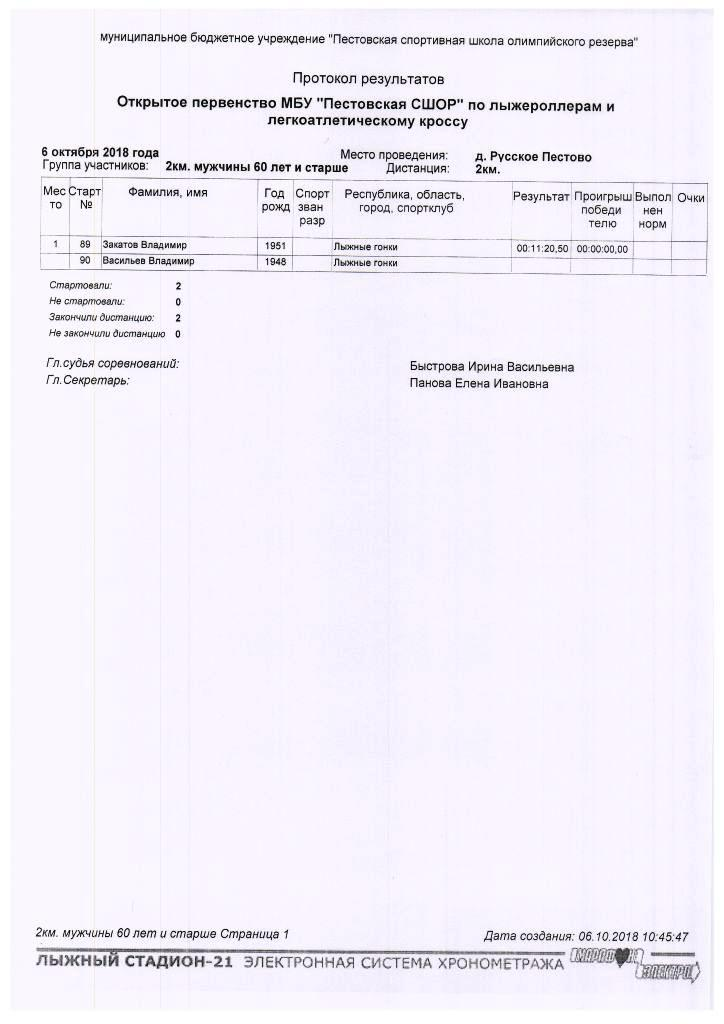 муниципальное бюджетное учреждение "Пестовская спортивная школа олимпийского резерва"
Протокол результатов
Открытое первенство МБУ "Пестовская СШОР" по лыжероллерам и
легкоатлетическому кроссу
6 октября 2018 года Место проведения: д. Русское Пестово
Группа участников: 2км. мужчины 60 лет и старше Дистанция: 2км.
Мес Старт Фамилия, имя Год Спорт Республика, область, Результат Проигрыш Выпол Очки
то № рожд зван город, спортклуб победи нен
разр телю норм
1 89 Закатов Владимир 1951 Лыжные гонки 00:11:20,50 00:00:00,00
90 Васильев Владимир 1948 Лыжные гонки
Стартовали: 2
Не стартовали: 0
Закончили дистанцию: 2
Не закончили дистанцию 0
Гл.судья соревнований: Быстрова Ирина Васильевна
Гл.Секретарь: Панова Елена Ивановна
2км. мужчины 60 лет и старше Страница 1 Дата создания: 06.10.2018 10:45:47
ЛЫЖНЫЙ СТАДИОН-21 ЭЛЕКТРОННАЯ СИСТЕМА ХРОНОМЕТРАЖА МАРАФОН
ЭЛЕКТРО